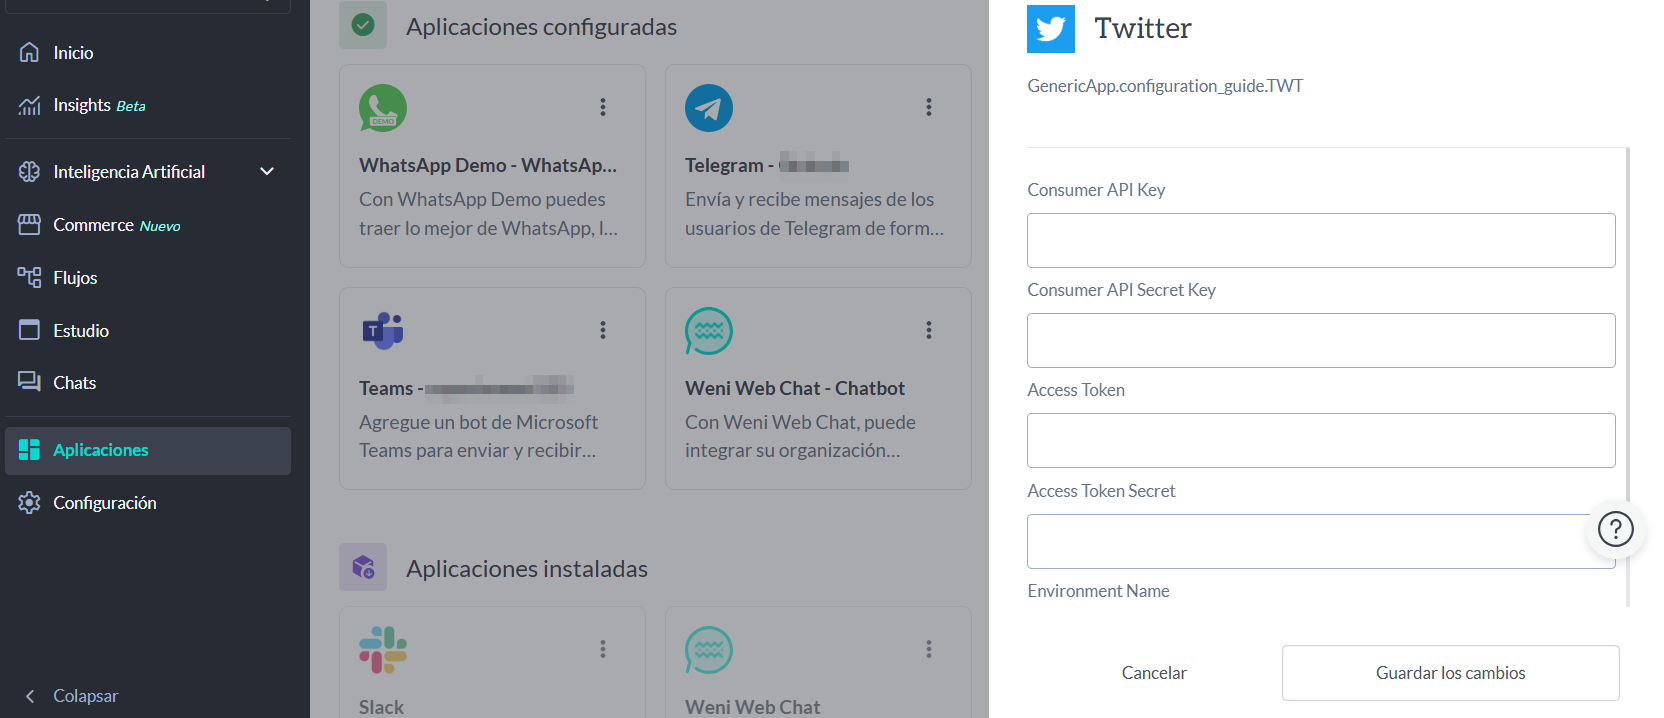 Inicio
Insights Beta
Inteligencia Artificial
Commerce Nuevo
Flujos
Estudio
Chats
Aplicaciones
Configuración
Colapsar
Aplicaciones configuradas
DEMO
WhatsApp Demo - WhatsAp...
Con WhatsApp Demo puedes
traer lo mejor de WhatsApp, l...
Telegram -
Envía y recibe mensajes de los
usuarios de Telegram de form...
T
Teams -
Agregue un bot de Microsoft
Teams para enviar y recibir...
Weni Web Chat - Chatbot
Con Weni Web Chat, puede
integrar su organización...
Aplicaciones instaladas
Slack
Weni Web Chat
Twitter
GenericApp.configuration_guide.TWT
Consumer API Key
Consumer API Secret Key
Access Token
Access Token Secret
?
Environment Name
Cancelar
Guardar los cambios